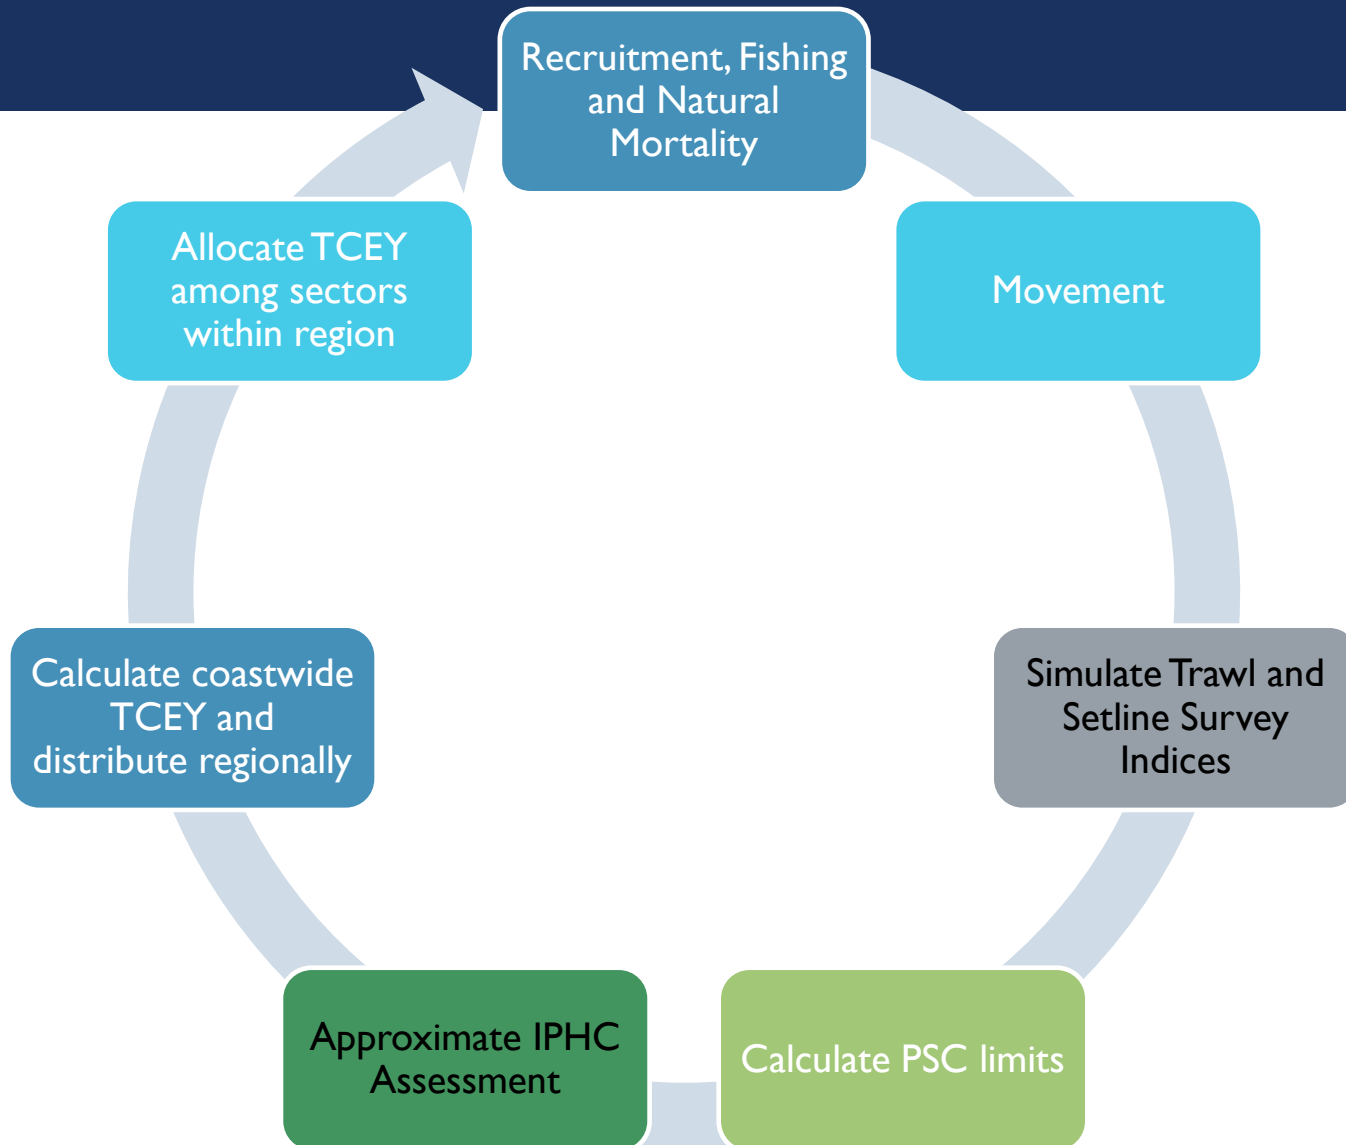 Recruitment, Fishing
and Natural
Mortality
Movement
Simulate Trawl and
Setline Survey
Indices
Calculate PSC limits
Approximate IPHC
Assessment
Calculate coastwide
TCEY and
distribute regionally
Allocate TCEY
among sectors
within region